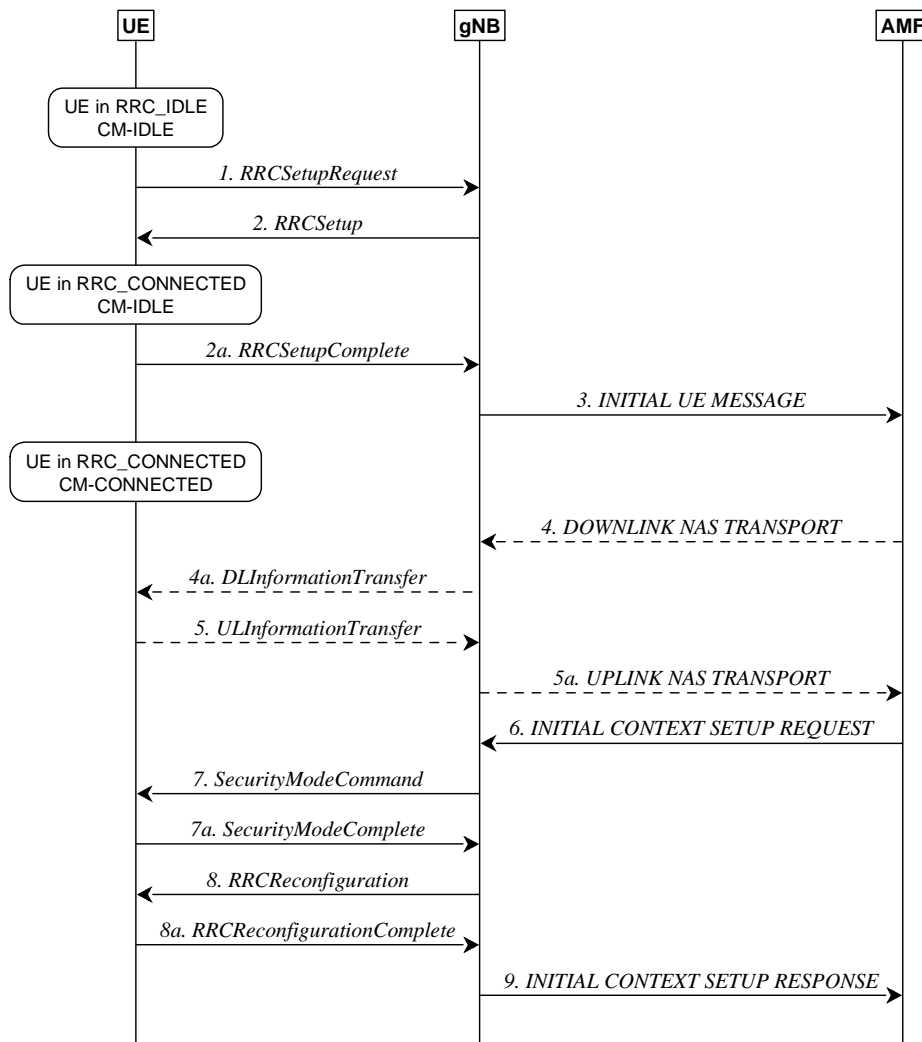 UE
gNB
AMF
UE in RRC_IDLE
CM-IDLE
1. RRCSetupRequest
2. RRCSetup
UE in RRC_CONNECTED
CM-IDLE
2a. RRCSetupComplete
3. INITIAL UE MESSAGE
UE in RRC_CONNECTED
CM-CONNECTED
4. DOWNLINK NAS TRANSPORT
4a. DLInformationTransfer
5. ULInformationTransfer
5a. UPLINK NAS TRANSPORT
6. INITIAL CONTEXT SETUP REQUEST
7. SecurityModeCommand
7a. SecurityModeComplete
8. RRCReconfiguration
8a. RRCReconfigurationComplete
9. INITIAL CONTEXT SETUP RESPONSE